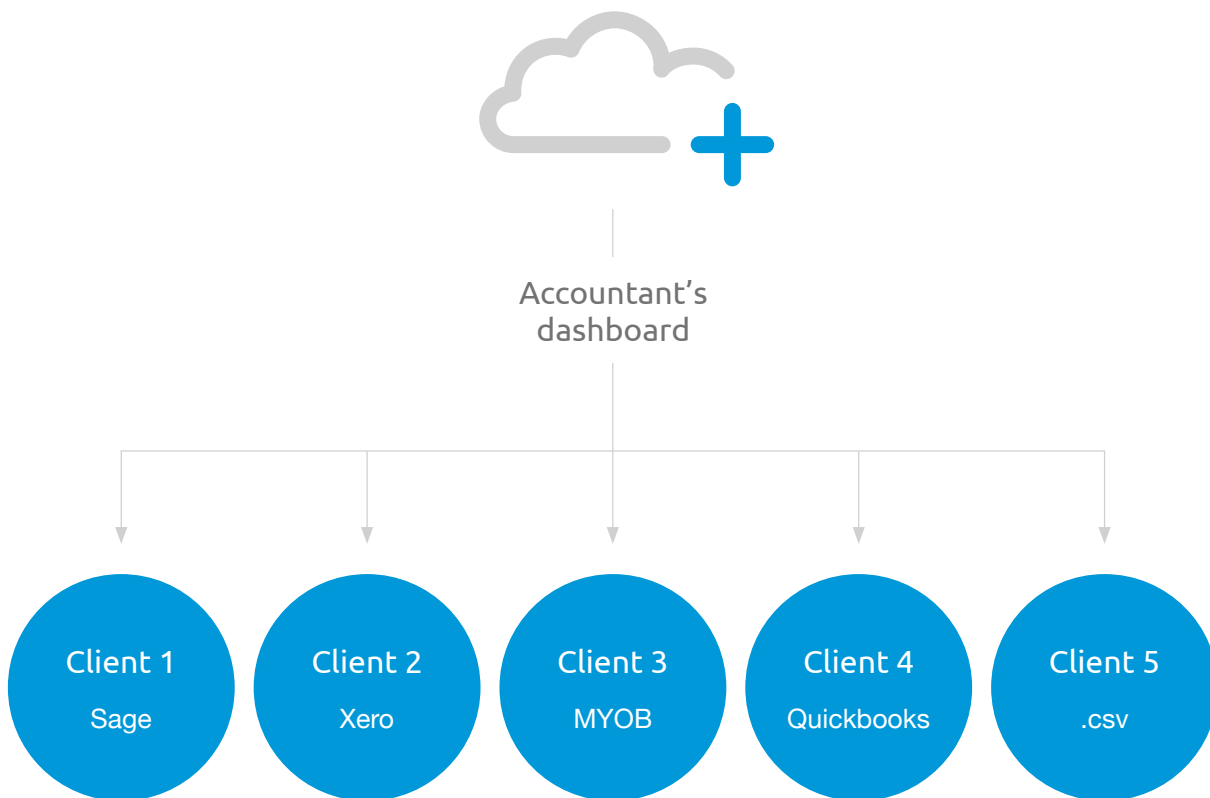 Accountant’s
dashboard
Client 1
Sage
Client 2
Xero
Client 3
MYOB
Client 4
Quickbooks
Client 5
.csv